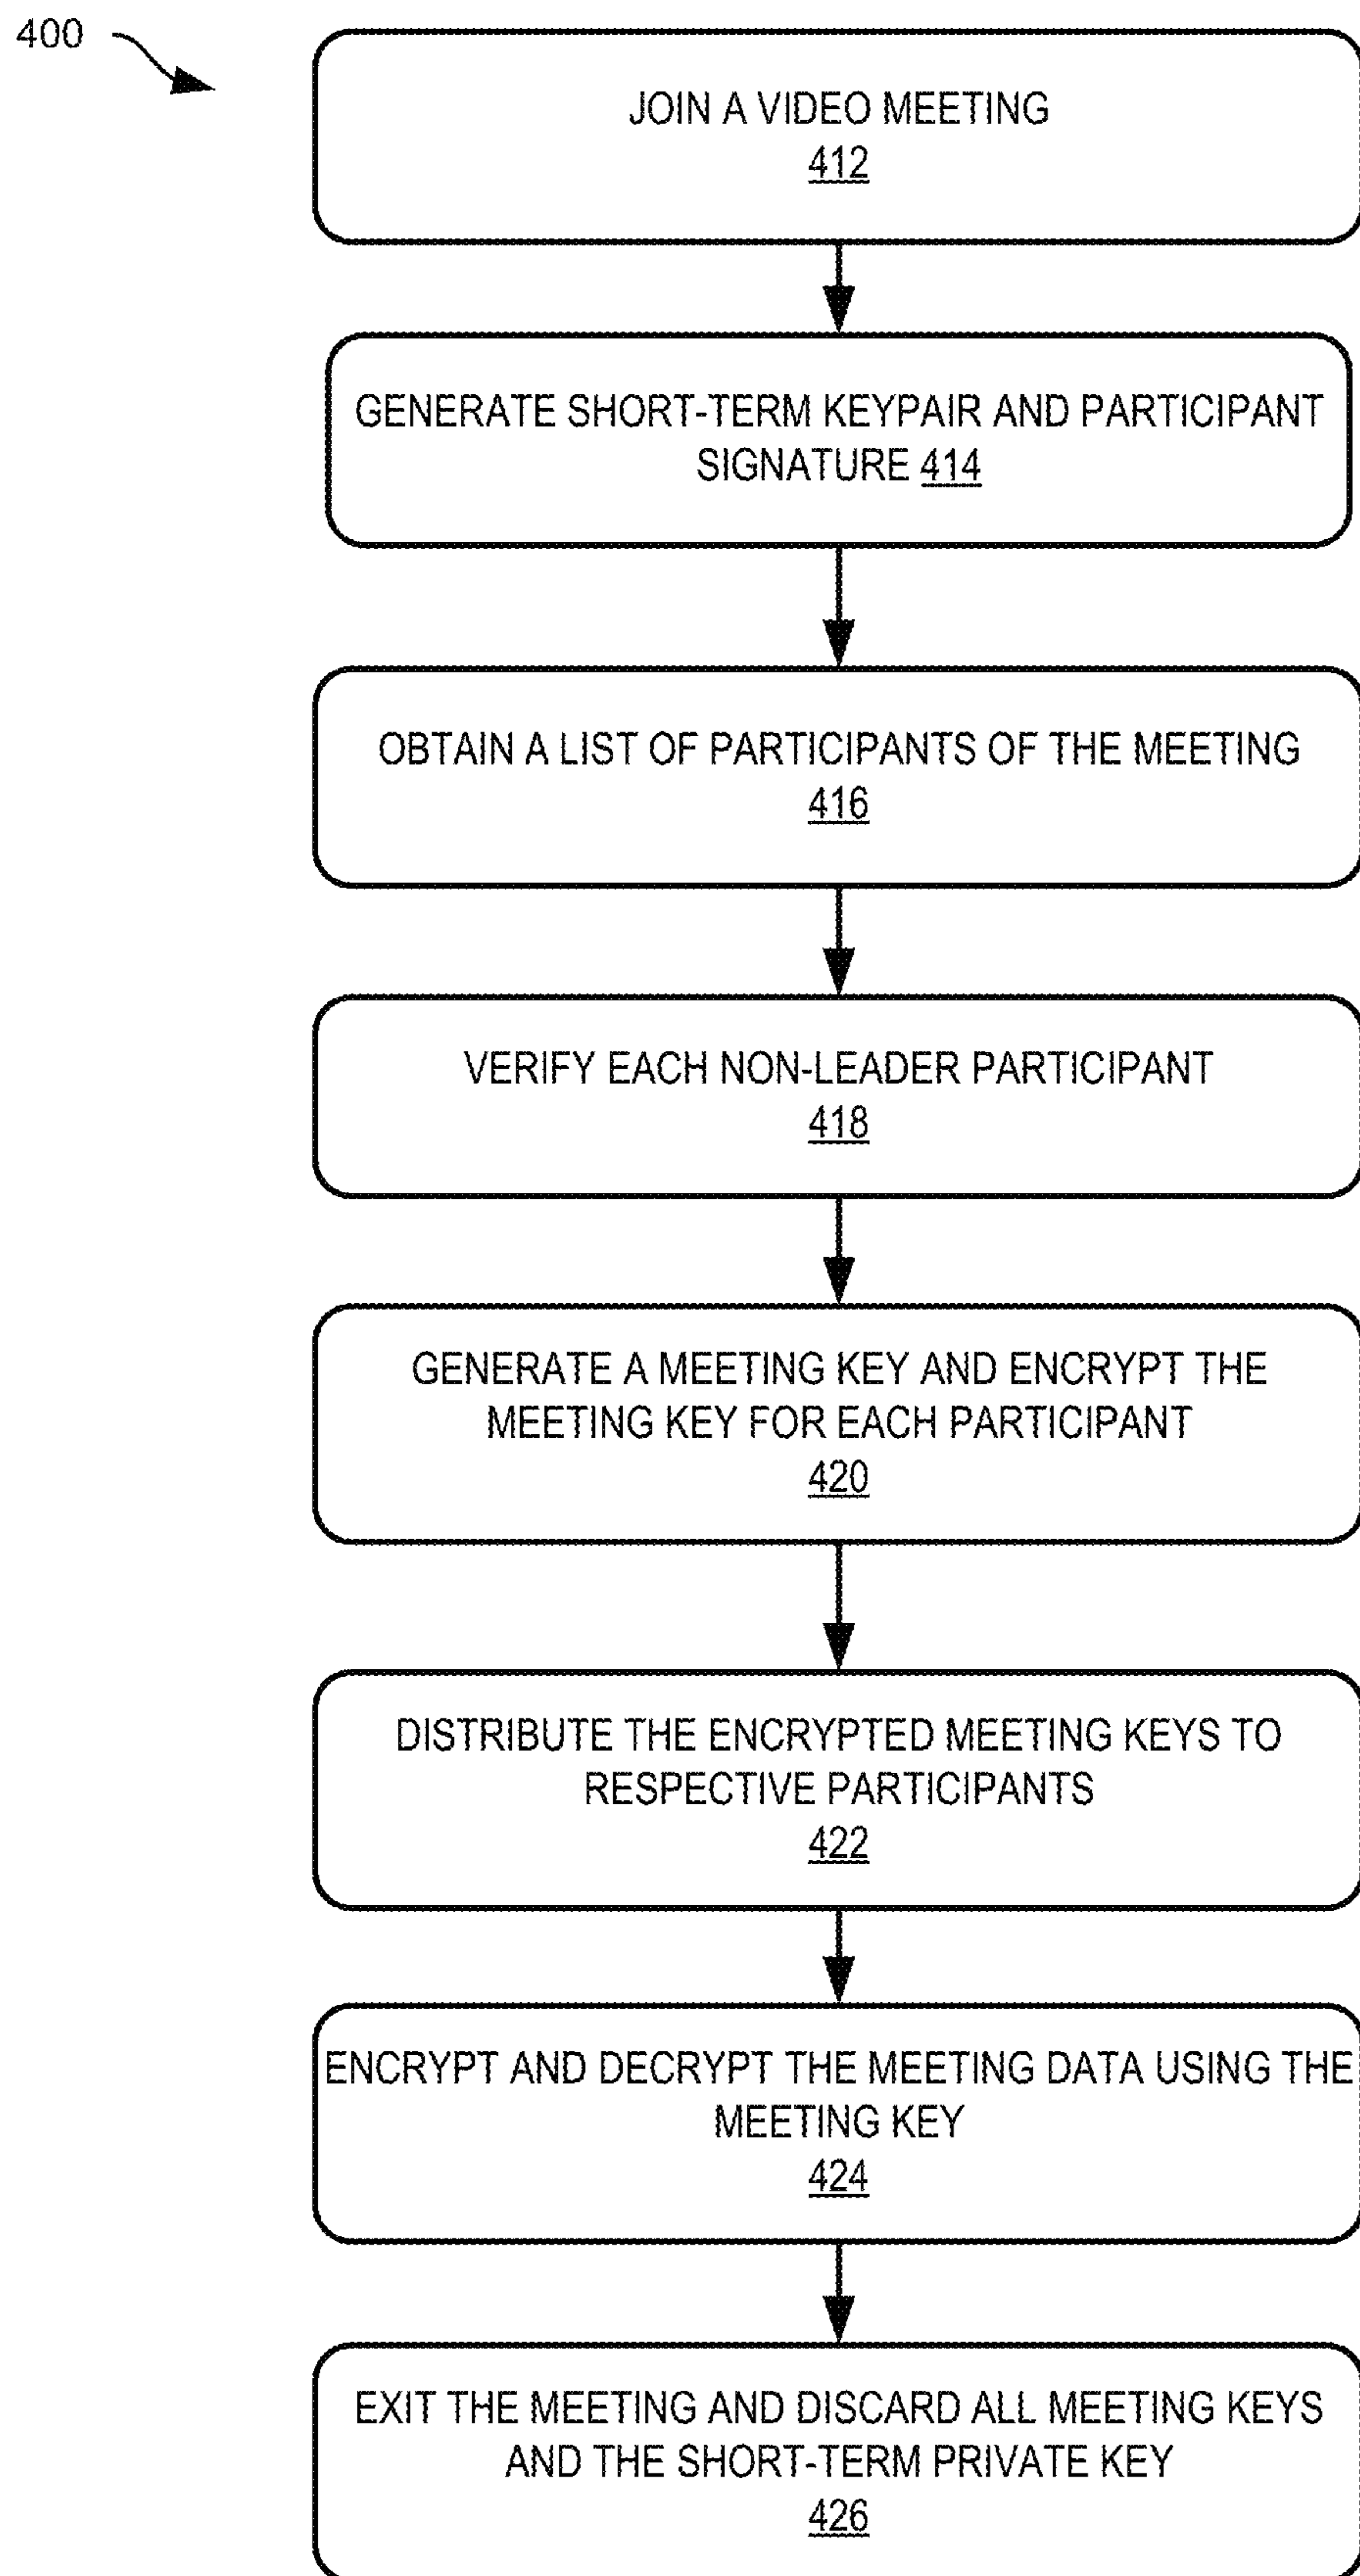 400
JOIN A VIDEO MEETING
412
GENERATE SHORT-TERM KEYPAIR AND PARTICIPANT
SIGNATURE 414
OBTAIN A LIST OF PARTICIPANTS OF THE MEETING
416
VERIFY EACH NON-LEADER PARTICIPANT
418
GENERATE A MEETING KEY AND ENCRYPT THE
MEETING KEY FOR EACH PARTICIPANT
420
DISTRIBUTE THE ENCRYPTED MEETING KEYS TO
RESPECTIVE PARTICIPANTS
422
ENCRYPT AND DECRYPT THE MEETING DATA USING THE
MEETING KEY
424
EXIT THE MEETING AND DISCARD ALL MEETING KEYS
AND THE SHORT-TERM PRIVATE KEY
426